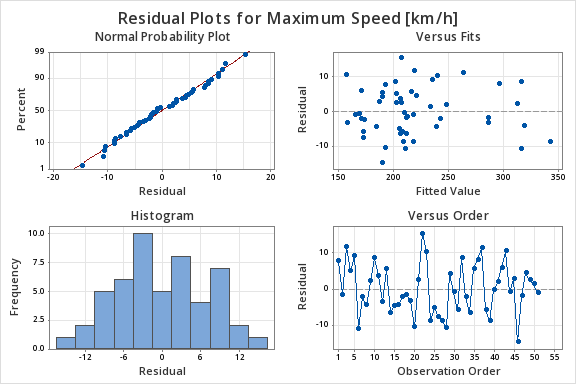 Residual Plots for Maximum Speed [km/h]
Normal Probability Plot
Versus Fits
99
90
50
10
1
Percent
-20 -10 0 10 20
Residual
10
0
-10
Residual
150 200 250 300 350
Fitted Value
Histogram
Versus Order
10.0
7.5
5.0
2.5
0.0
Frequency
-12 -6 0 6 12
Residual
10
0
-10
Residual
1 5 10 15 20 25 30 35 40 45 50 55
Observation Order